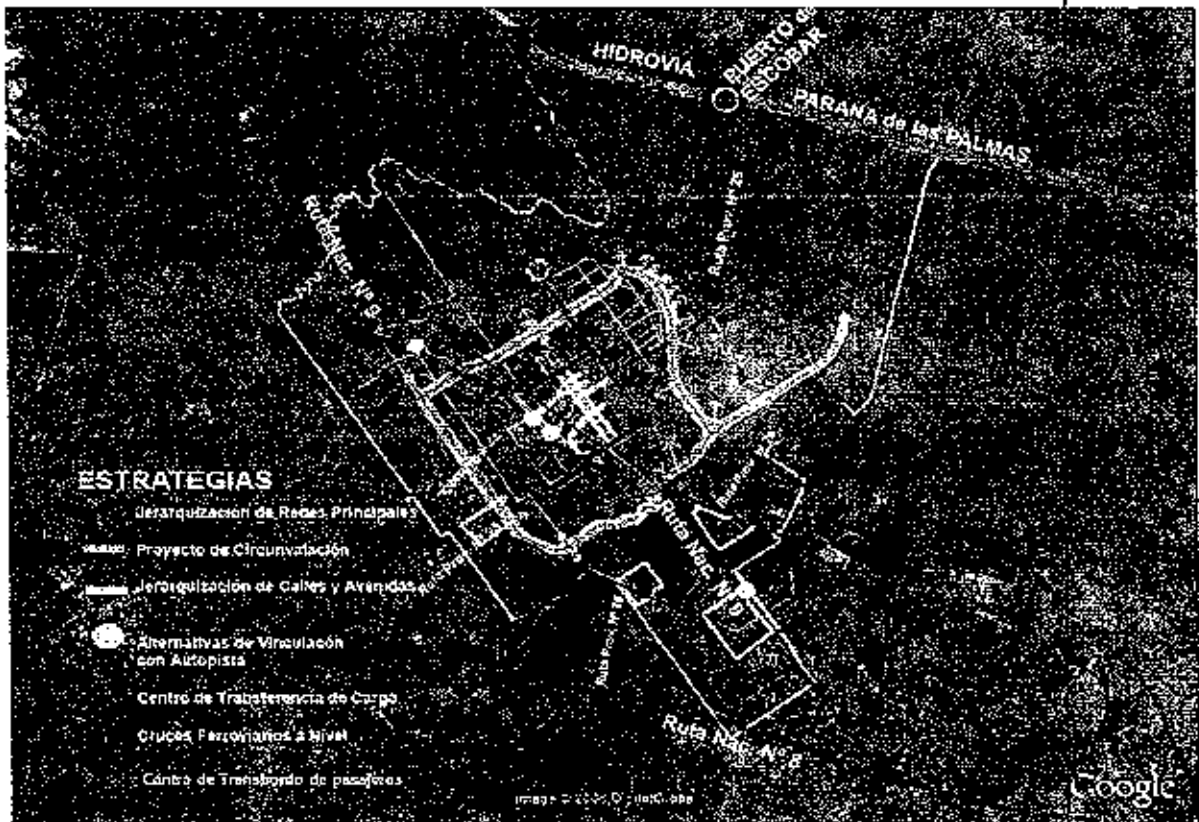 HIDROVIA
PUERTO de
ESCOBAR
PARANA de las PALMAS
Ruta Nac. Nº 9
ESTRATEGIAS
Jerarquización de Redes Principales
Proyecto de Circunvalación
Jerarquización de Calles y Avenidas
Alternativas de Vinculación
con Autopista
Centro de Transferencia de Carga
Cruces Ferroviarios a Nivel
Centro de Transbordo de pasajeros
Ruta Nac. Nº 9
Ruta Nac. Nº 8
Google